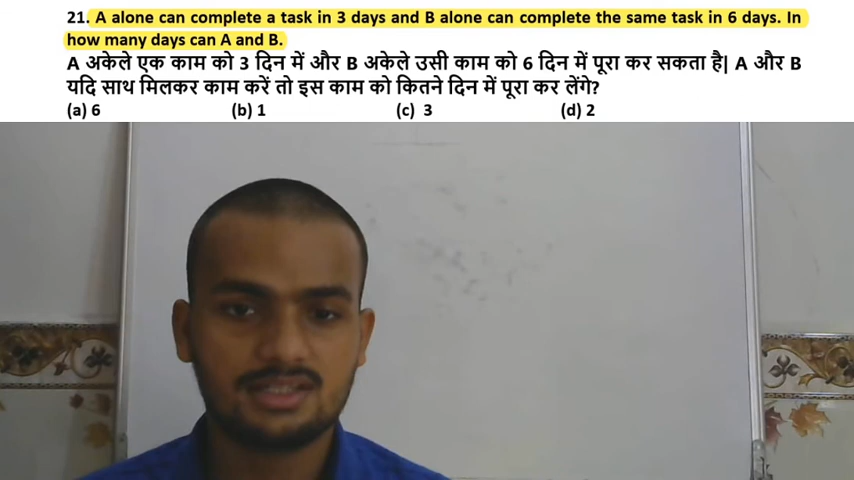 21. A alone can complete a task in 3 days and B alone can complete the same task in 6 days. In
how many days can A and B.
A अकेले एक काम को 3 दिन में और B अकेले उसी काम को 6 दिन में पूरा कर सकता है| A और B
यदि साथ मिलकर काम करें तो इस काम को कितने दिन में पूरा कर लेंगे?
(a) 6 (b) 1 (c) 3 (d) 2